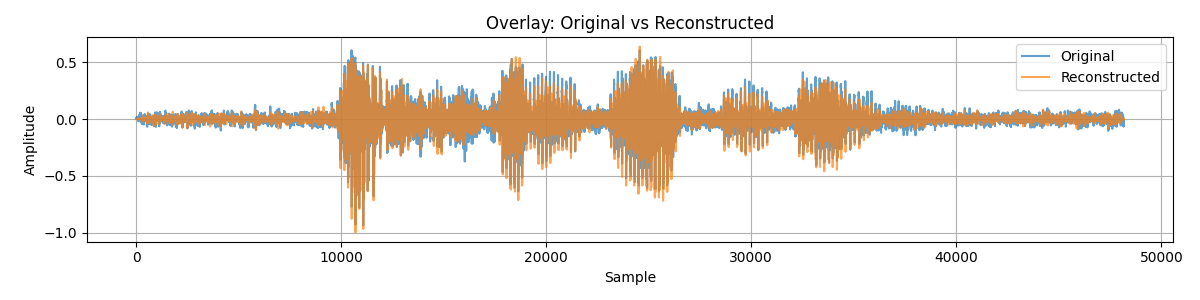 Overlay: Original vs Reconstructed
Original
Reconstructed
Amplitude
0.5
0.0
−0.5
−1.0
0
10000
20000
30000
40000
50000
Sample